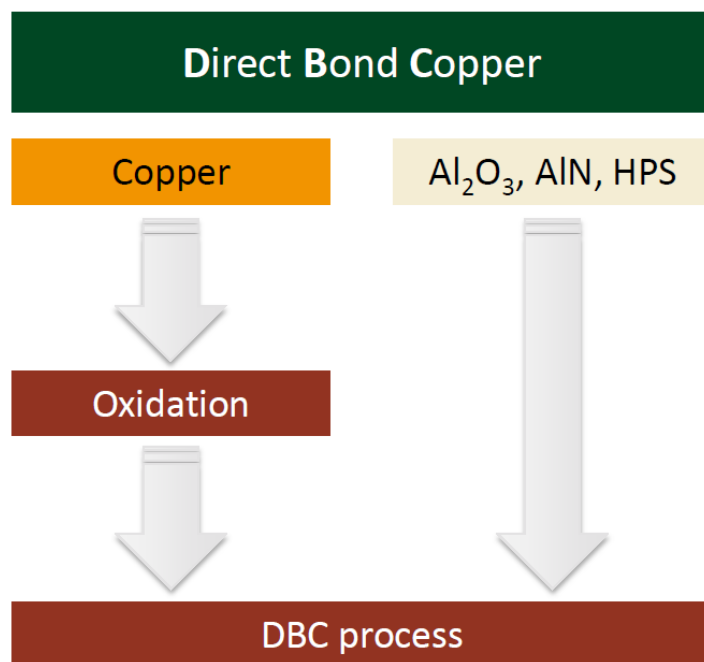 Direct Bond Copper
Copper
Al₂O₃, AlN, HPS
Oxidation
DBC process